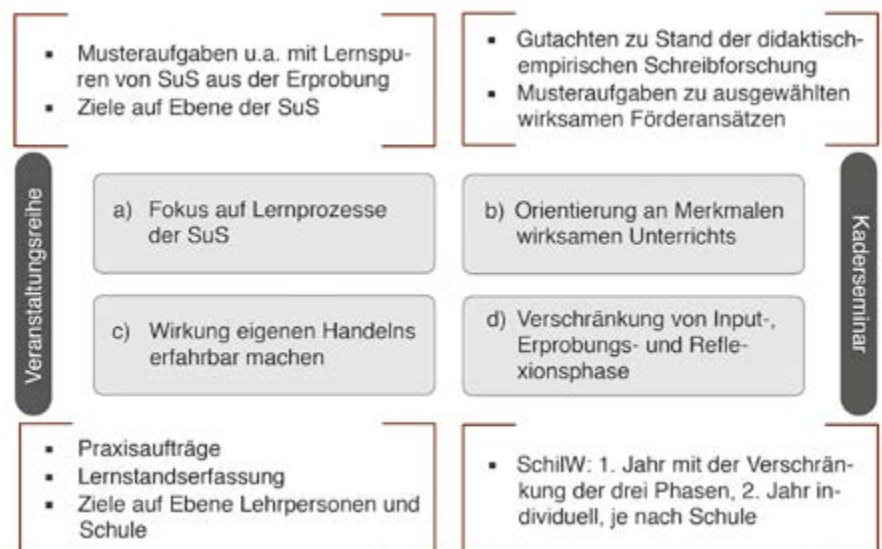 ▪ Musteraufgaben u.a. mit Lernspu-
ren von SuS aus der Erprobung
▪ Ziele auf Ebene der SuS
▪ Gutachten zu Stand der didaktisch-
empirischen Schreibforschung
▪ Musteraufgaben zu ausgewählten
wirksamen Förderansätzen
Veranstaltungsreihe
a) Fokus auf Lernprozesse
der SuS
b) Orientierung an Merkmalen
wirksamen Unterrichts
c) Wirkung eigenen Handelns
erfahrbar machen
d) Verschränkung von Input-,
Erprobungs- und Refle-
xionsphase
Kaderseminar
▪ Praxisaufträge
▪ Lernstandserfassung
▪ Ziele auf Ebene Lehrpersonen und
Schule
▪ SchilW: 1. Jahr mit der Verschrän-
kung der drei Phasen, 2. Jahr in-
dividuell, je nach Schule